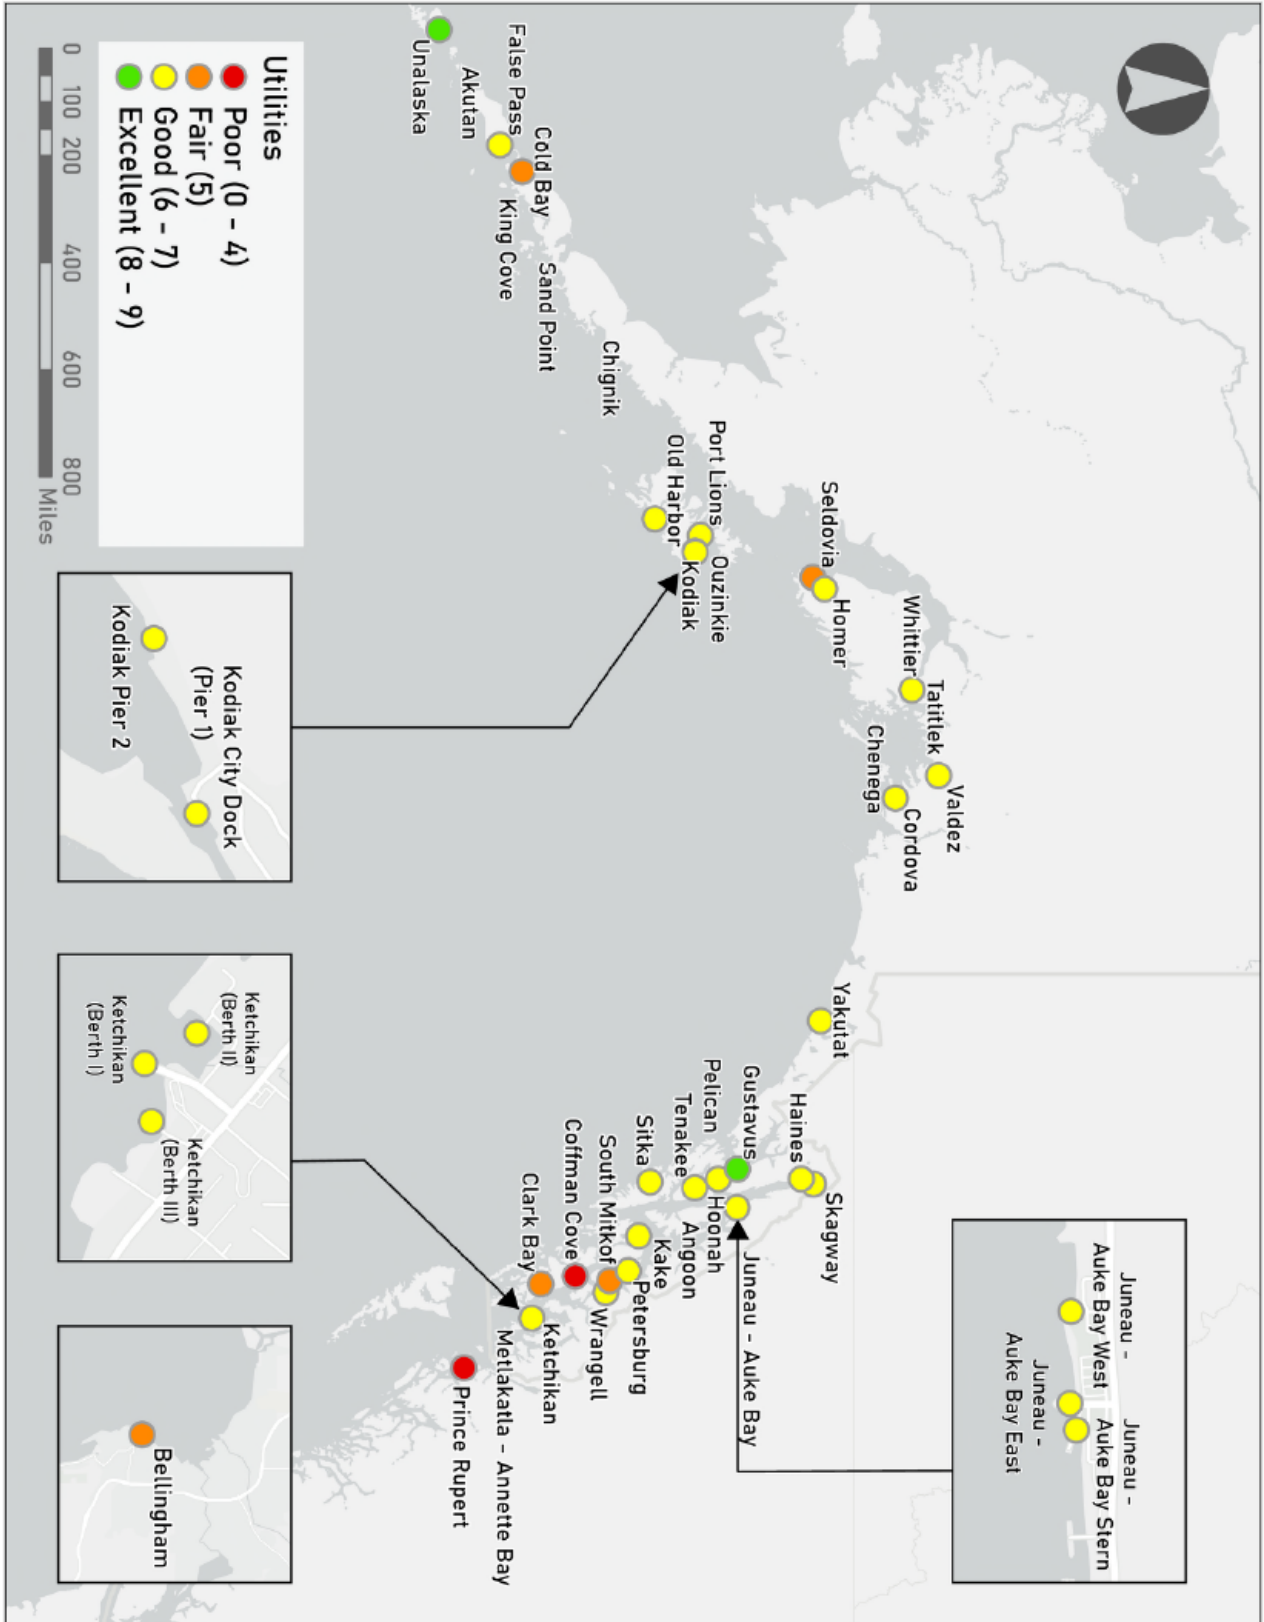 Unalaska
Akutan
False Pass
Cold Bay
King Cove
Sand Point
Chignik
Port Lions
Old Harbor
Ouzinkie
Kodiak
Seldovia
Homer
Whittier
Tatitlek
Chenega
Valdez
Cordova
Yakutat
Haines
Skagway
Gustavus
Pelican
Hoonah
Tenakee
Angoon
Juneau - Auke Bay
Sitka
Kake
South Mitkof
Petersburg
Wrangell
Coffman Cove
Clark Bay
Ketchikan
Metlakatla - Annette Bay
Prince Rupert
Juneau -
Auke Bay West
Juneau -
Auke Bay Stern
Juneau -
Auke Bay East
Utilities
Poor (0 - 4)
Fair (5)
Good (6 - 7)
Excellent (8 - 9)
0 100 200 400 600 800
Miles
Kodiak City Dock
(Pier 1)
Kodiak Pier 2
Ketchikan
(Berth II)
Ketchikan
(Berth I)
Ketchikan
(Berth III)
Bellingham